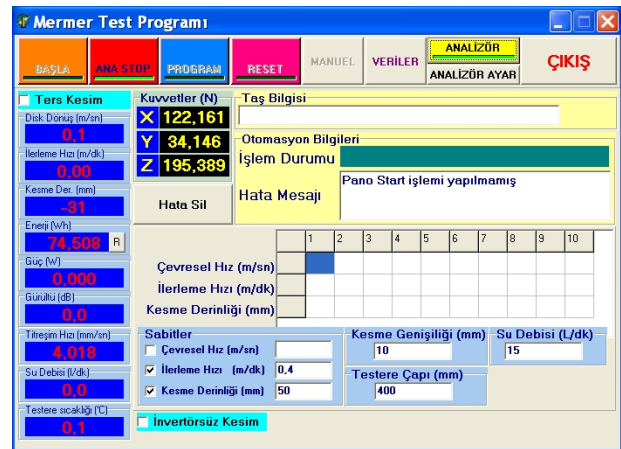 Mermer Test Programı
BAŞLA
ANA STOP
PROGRAM
RESET
MANUEL
VERİLER
ANALİZÖR
ANALİZÖR AYAR
ÇIKIŞ
Ters Kesim
Disk Dönüş (m/sn)
0,1
İlerleme Hızı (m/dk)
0,00
Kesme Der. (mm)
-31
Enerji (Wh)
74,508 R
Güç (W)
0,000
Gürültü (dB)
0,0
Titreşim Hızı (mm/sn)
4,018
Su Debisi (l/dk)
0,0
Testere sıcaklığı (ºC)
0,1
Kuvvetler (N)
X 122,161
Y 34,146
Z 195,389
Hata Sil
Taş Bilgisi
Otomasyon Bilgileri
İşlem Durumu
Hata Mesajı
Pano Start işlemi yapılmamış
1 2 3 4 5 6 7 8 9 10
Çevresel Hız (m/sn)
İlerleme Hızı (m/dk)
Kesme Derinliği (mm)
Sabitler
Çevresel Hız (m/sn)
İlerleme Hızı (m/dk) 0,4
Kesme Derinliği (mm) 50
Kesme Genişiliği (mm)
10
Su Debisi (L/dk)
15
Testere Çapı (mm)
400
İnvertörsüz Kesim